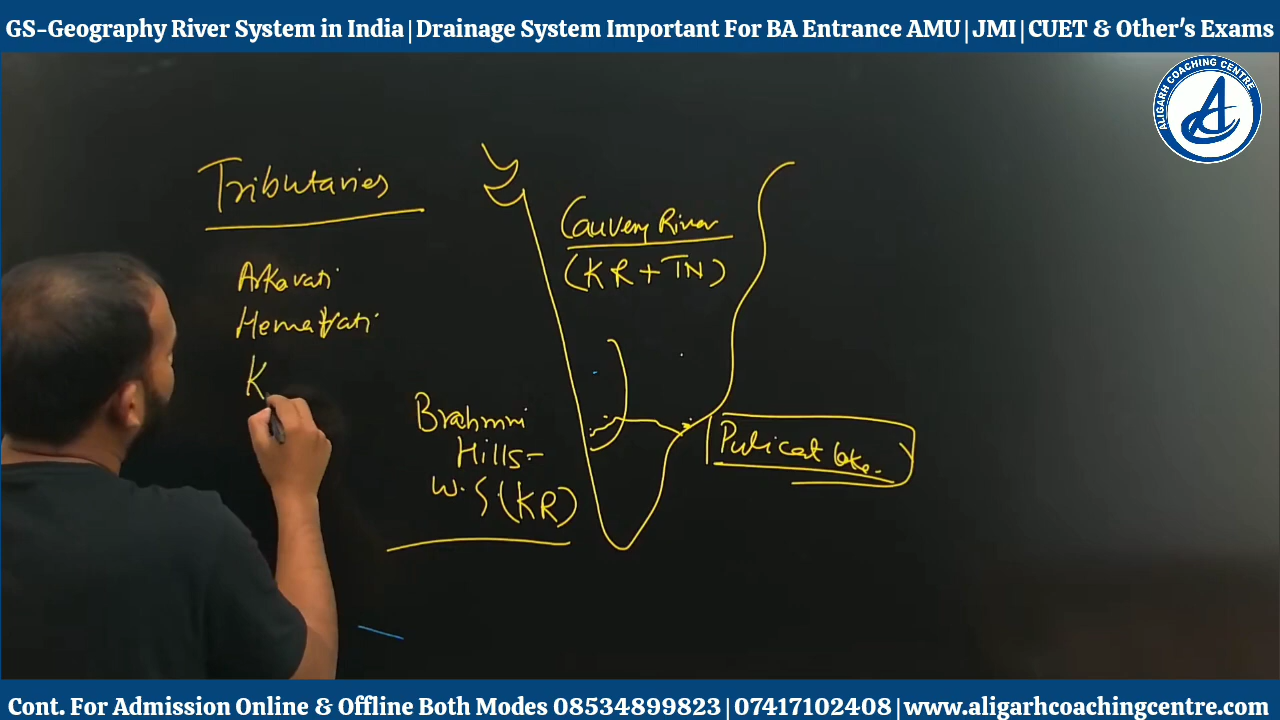 GS-Geography River System in India|Drainage System Important For BA Entrance AMU|JMI|CUET & Other's Exams
ALIGARH COACHING CENTRE
A
Tributaries
Arkavati
Hemavati
K
Cauvery River
(KR+TN)
Brahmni
Hills-
W.S(KR)
Pulicat lake.
Cont. For Admission Online & Offline Both Modes 08534899823|07417102408|www.aligarhcoachingcentre.com